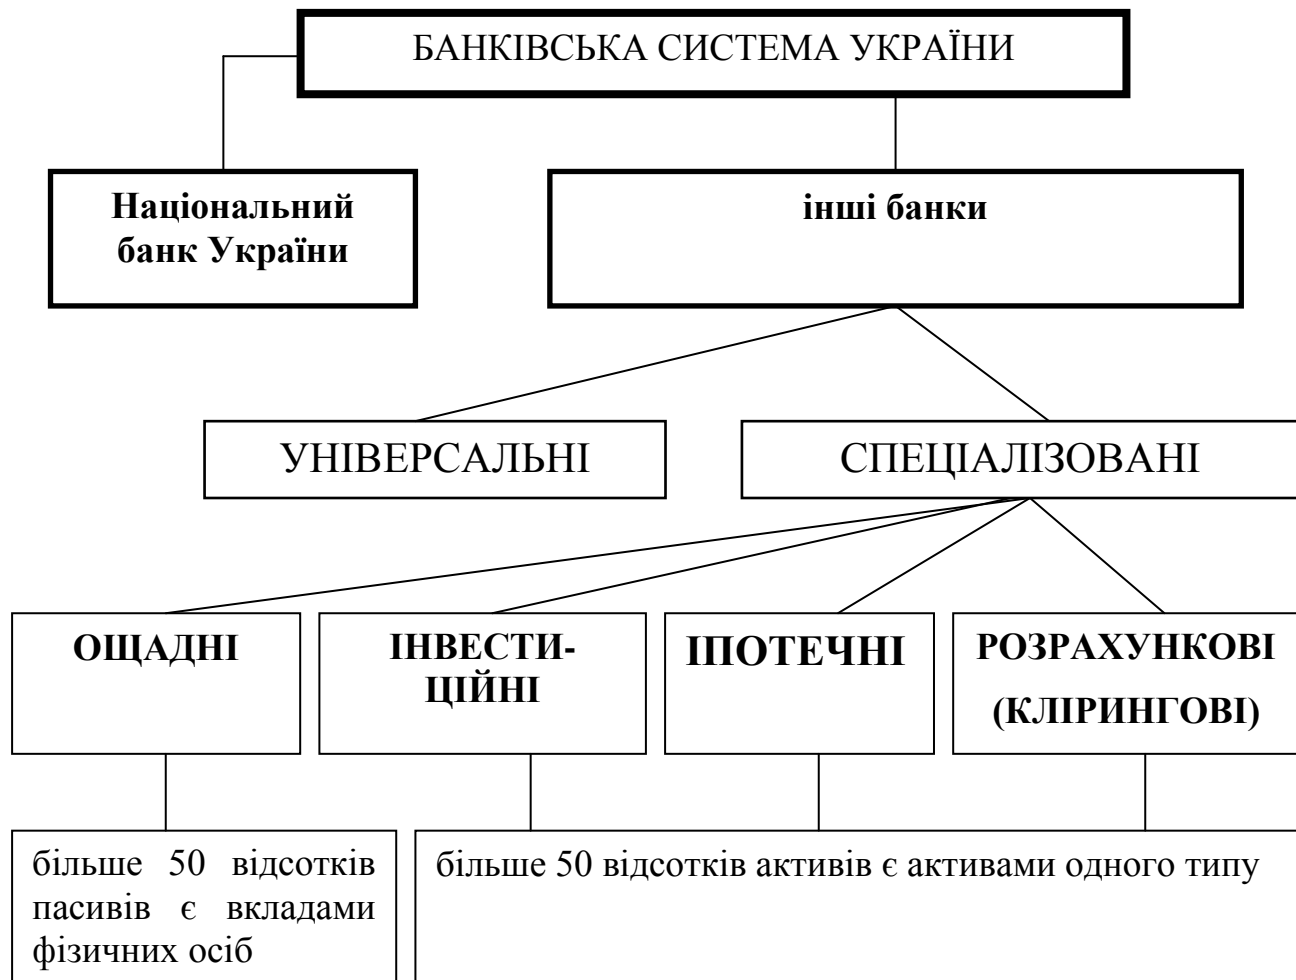 БАНКІВСЬКА СИСТЕМА УКРАЇНИ
Національний
банк України
інші банки
УНІВЕРСАЛЬНІ
СПЕЦІАЛІЗОВАНІ
ОЩАДНІ
ІНВЕСТИ-
ЦІЙНІ
ІПОТЕЧНІ
РОЗРАХУНКОВІ
(КЛІРИНГОВІ)
більше 50 відсотків
пасивів є вкладами
фізичних осіб
більше 50 відсотків активів є активами одного типу